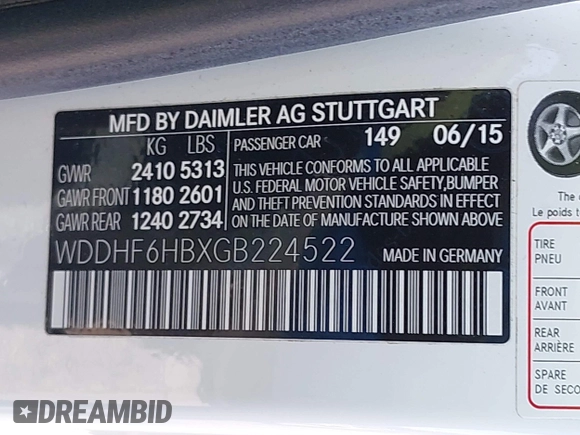 MFD BY DAIMLER AG STUTTGART
KG LBS
GVWR 2410 5313
GAWR FRONT 1180 2601
GAWR REAR 1240 2734
PASSENGER CAR 149 06/15
THIS VEHICLE CONFORMS TO ALL APPLICABLE
U.S. FEDERAL MOTOR VEHICLE SAFETY,BUMPER
AND THEFT PREVENTION STANDARDS IN EFFECT
ON THE DATE OF MANUFACTURE SHOWN ABOVE
WDDHF6HBXGB224522 MADE IN GERMANY
The
Le poids t
TIRE
PNEU
FRONT
AVANT
REAR
ARRIÈRE
SPARE
DE SECO
DREAMBID